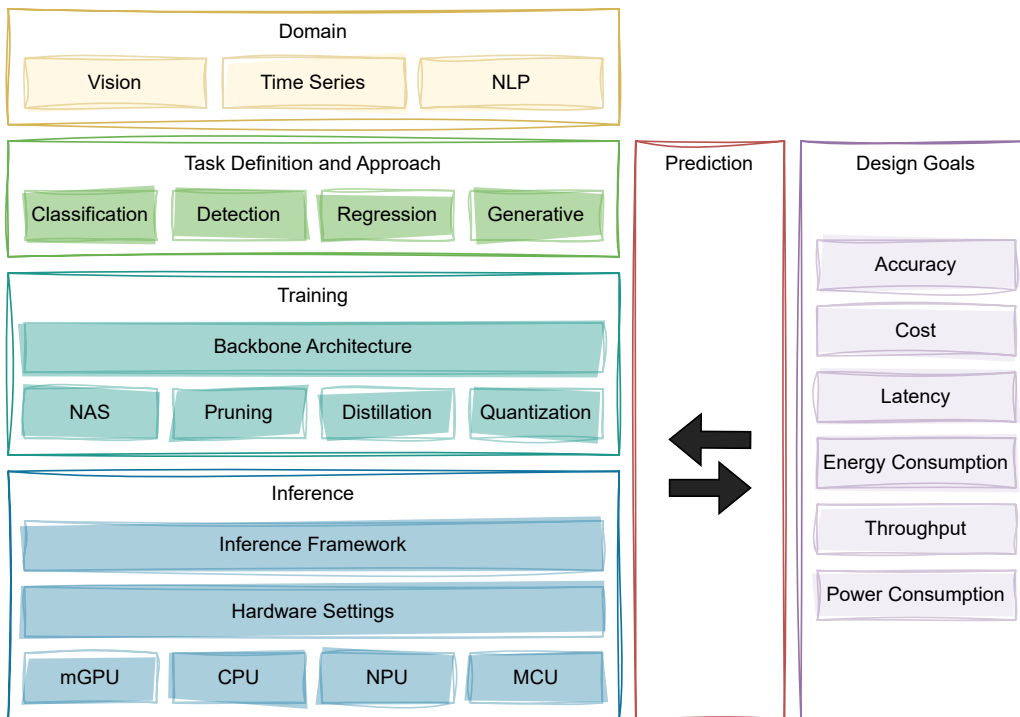 Domain
Vision
Time Series
NLP
Task Definition and Approach
Classification
Detection
Regression
Generative
Training
Backbone Architecture
NAS
Pruning
Distillation
Quantization
Inference
Inference Framework
Hardware Settings
mGPU
CPU
NPU
MCU
Prediction
Design Goals
Accuracy
Cost
Latency
Energy Consumption
Throughput
Power Consumption